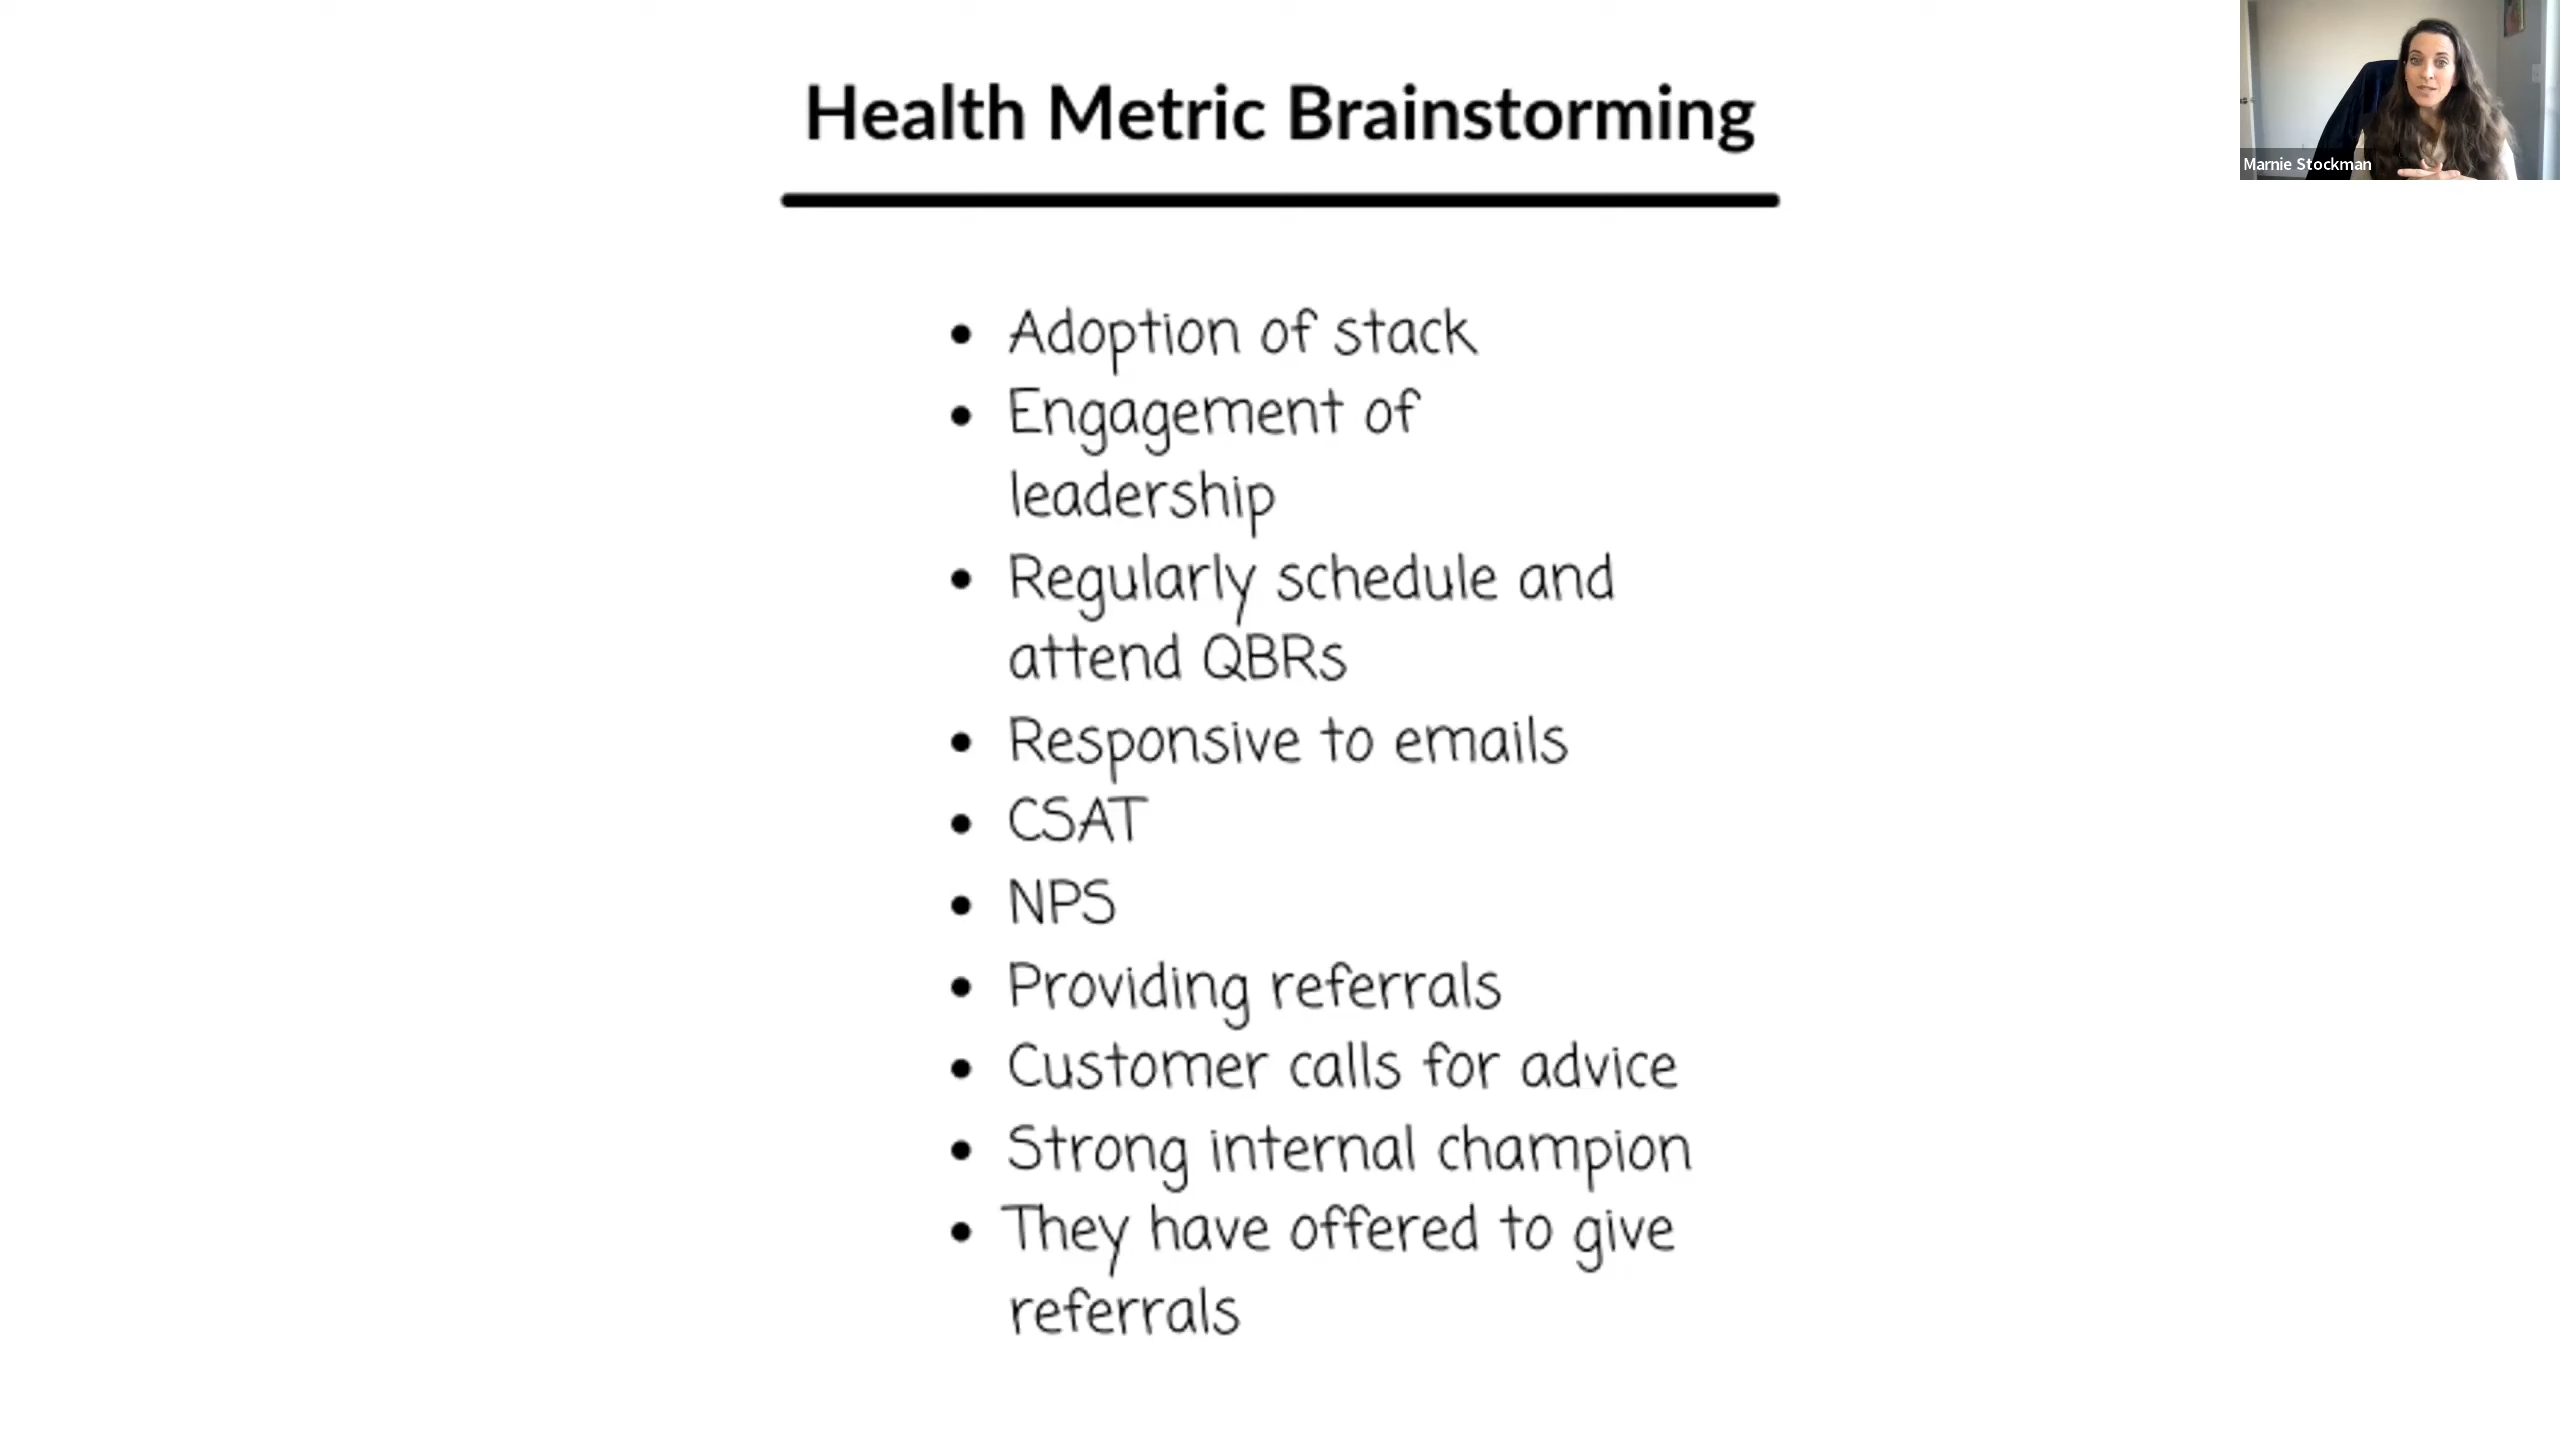 Health Metric Brainstorming
Marnie Stockman
• Adoption of stack
• Engagement of
leadership
• Regularly schedule and
attend QBRs
• Responsive to emails
• CSAT
• NPS
• Providing referrals
• Customer calls for advice
• Strong internal champion
• They have offered to give
referrals